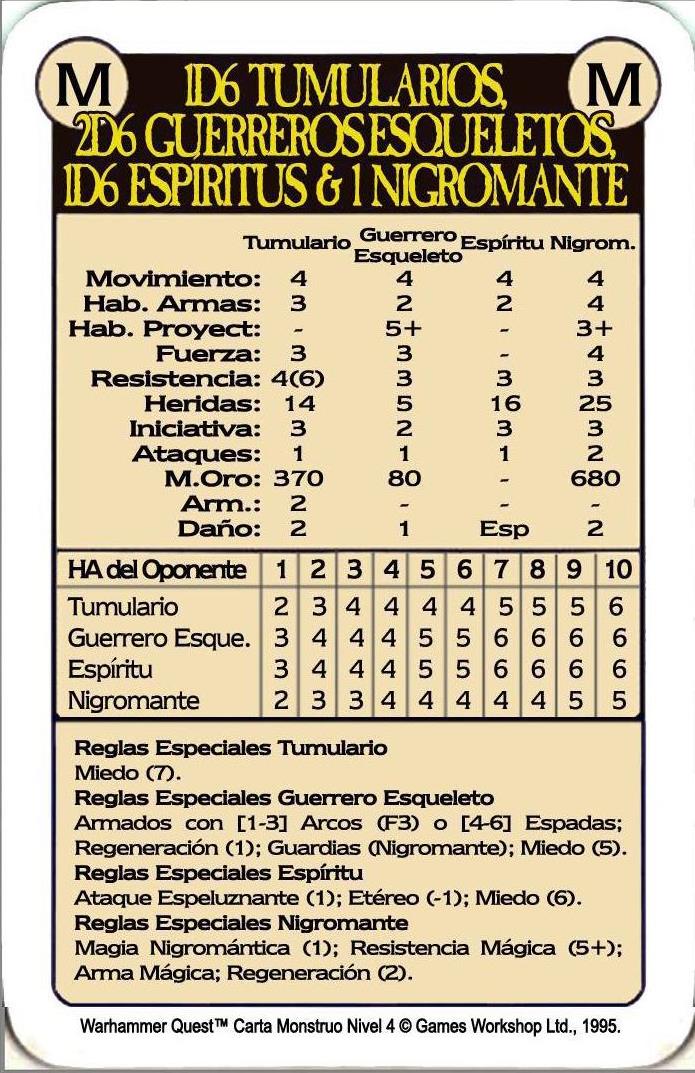 M M
1D6 TUMULARIOS,
2D6 GUERREROS ESQUELETOS,
1D6 ESPIRITUS & 1 NIGROMANTE
Tumulario Guerrero Esqueleto Espíritu Nigrom.
Movimiento: 4 4 4 4
Hab. Armas: 3 2 2 4
Hab. Proyect: - 5+ - 3+
Fuerza: 3 3 - 4
Resistencia: 4(6) 3 3 3
Heridas: 14 5 16 25
Iniciativa: 3 2 3 3
Ataques: 1 1 1 2
M.Oro: 370 80 - 680
Arm.: 2 - - -
Daño: 2 1 Esp 2
HA del Oponente 1 2 3 4 5 6 7 8 9 10
Tumulario 2 3 4 4 4 4 5 5 5 6
Guerrero Esque. 3 4 4 4 5 5 6 6 6 6
Espíritu 3 4 4 4 5 5 6 6 6 6
Nigromante 2 3 3 4 4 4 4 4 5 5
Reglas Especiales Tumulario
Miedo (7).
Reglas Especiales Guerrero Esqueleto
Armados con [1-3] Arcos (F3) o [4-6] Espadas;
Regeneración (1); Guardias (Nigromante); Miedo (5).
Reglas Especiales Espíritu
Ataque Espeluznante (1); Etéreo (-1); Miedo (6).
Reglas Especiales Nigromante
Magia Nigromántica (1); Resistencia Mágica (5+);
Arma Mágica; Regeneración (2).
Warhammer Quest™ Carta Monstruo Nivel 4 © Games Workshop Ltd., 1995.